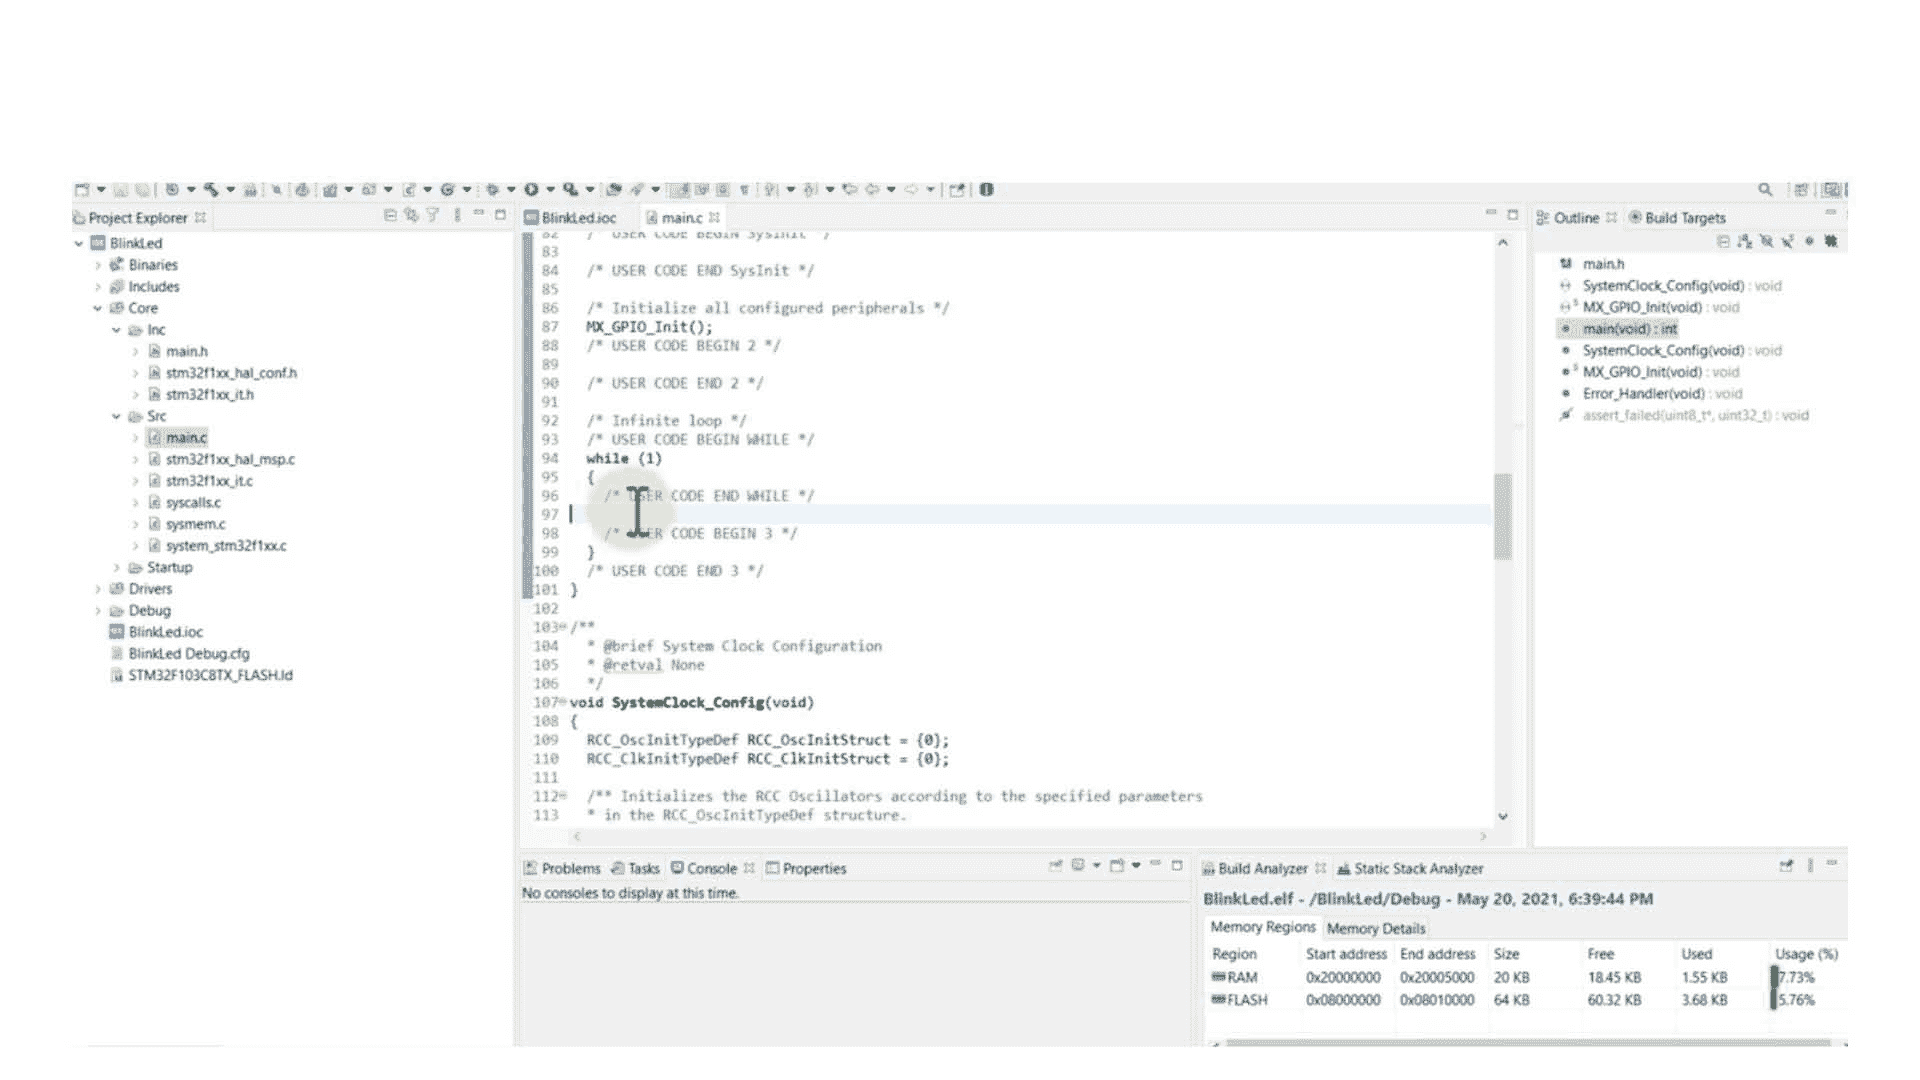 Project Explorer
BlinkLed
Binaries
Includes
Core
Inc
main.h
stm32f1xx_hal_conf.h
stm32f1xx_it.h
Src
main.c
stm32f1xx_hal_msp.c
stm32f1xx_it.c
syscalls.c
sysmem.c
system_stm32f1xx.c
Startup
Drivers
Debug
BlinkLed.ioc
BlinkLed Debug.cfg
STM32F103C8TX_FLASH.ld
BlinkLed.ioc main.c
82 /* USER CODE BEGIN SysInit */
83
84 /* USER CODE END SysInit */
85
86 /* Initialize all configured peripherals */
87 MX_GPIO_Init();
88 /* USER CODE BEGIN 2 */
89
90 /* USER CODE END 2 */
91
92 /* Infinite loop */
93 /* USER CODE BEGIN WHILE */
94 while (1)
95 {
96 /* USER CODE END WHILE */
97
98 /* USER CODE BEGIN 3 */
99 }
100 /* USER CODE END 3 */
101 }
102
103 /**
104 * @brief System Clock Configuration
105 * @retval None
106 */
107 void SystemClock_Config(void)
108 {
109 RCC_OscInitTypeDef RCC_OscInitStruct = {0};
110 RCC_ClkInitTypeDef RCC_ClkInitStruct = {0};
111
112 /** Initializes the RCC Oscillators according to the specified parameters
113 * in the RCC_OscInitTypeDef structure.
Outline Build Targets
main.h
SystemClock_Config(void) : void
S MX_GPIO_Init(void) : void
main(void) : int
SystemClock_Config(void) : void
S MX_GPIO_Init(void) : void
Error_Handler(void) : void
assert_failed(uint8_t*, uint32_t) : void
Problems Tasks Console Properties
No consoles to display at this time.
Build Analyzer Static Stack Analyzer
BlinkLed.elf - /BlinkLed/Debug - May 20, 2021, 6:39:44 PM
Memory Regions Memory Details
Region Start address End address Size Free Used Usage (%)
RAM 0x20000000 0x20005000 20 KB 18.45 KB 1.55 KB 7.73%
FLASH 0x08000000 0x08010000 64 KB 60.32 KB 3.68 KB 5.76%